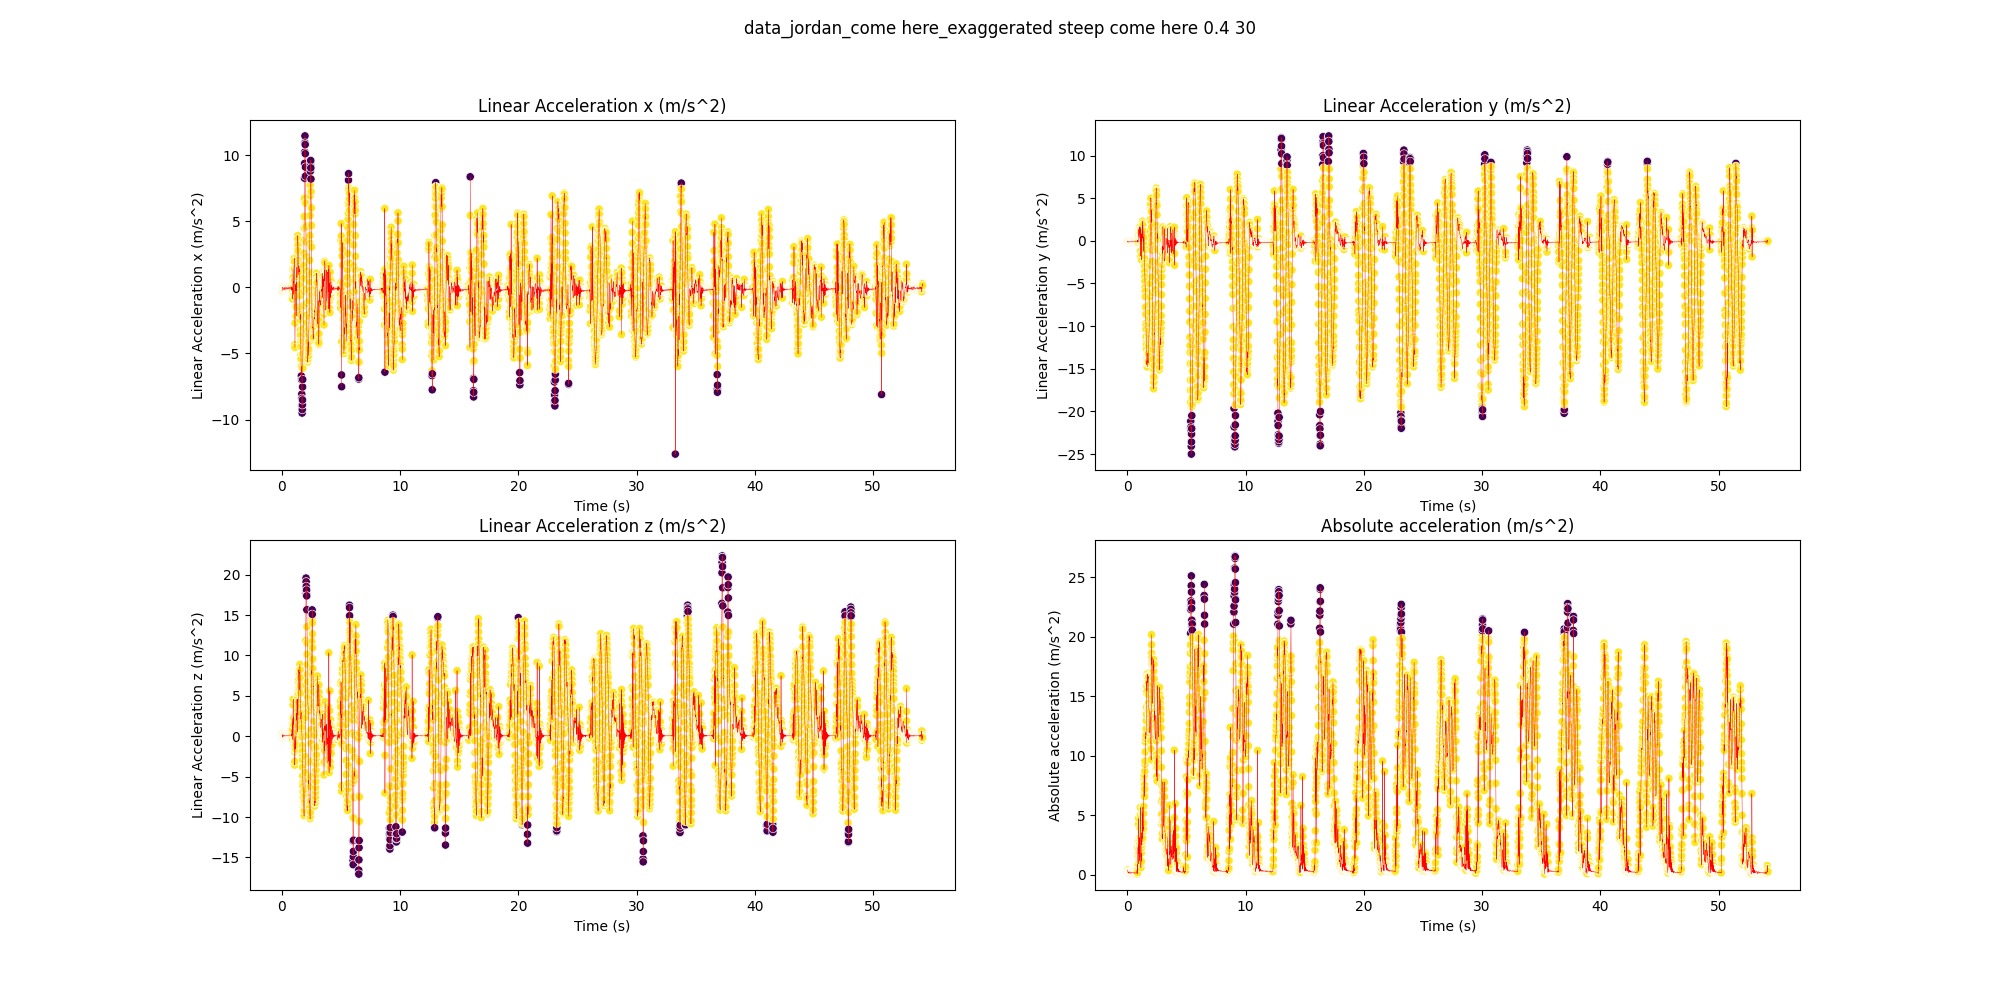 data_jordan_come here_exaggerated steep come here 0.4 30
Linear Acceleration x (m/s^2)
Linear Acceleration x (m/s^2)
10
5
0
−5
−10
0 10 20 30 40 50
Time (s)
Linear Acceleration y (m/s^2)
Linear Acceleration y (m/s^2)
10
5
0
−5
−10
−15
−20
−25
0 10 20 30 40 50
Time (s)
Linear Acceleration z (m/s^2)
Linear Acceleration z (m/s^2)
20
15
10
5
0
−5
−10
−15
0 10 20 30 40 50
Time (s)
Absolute acceleration (m/s^2)
Absolute acceleration (m/s^2)
25
20
15
10
5
0
0 10 20 30 40 50
Time (s)